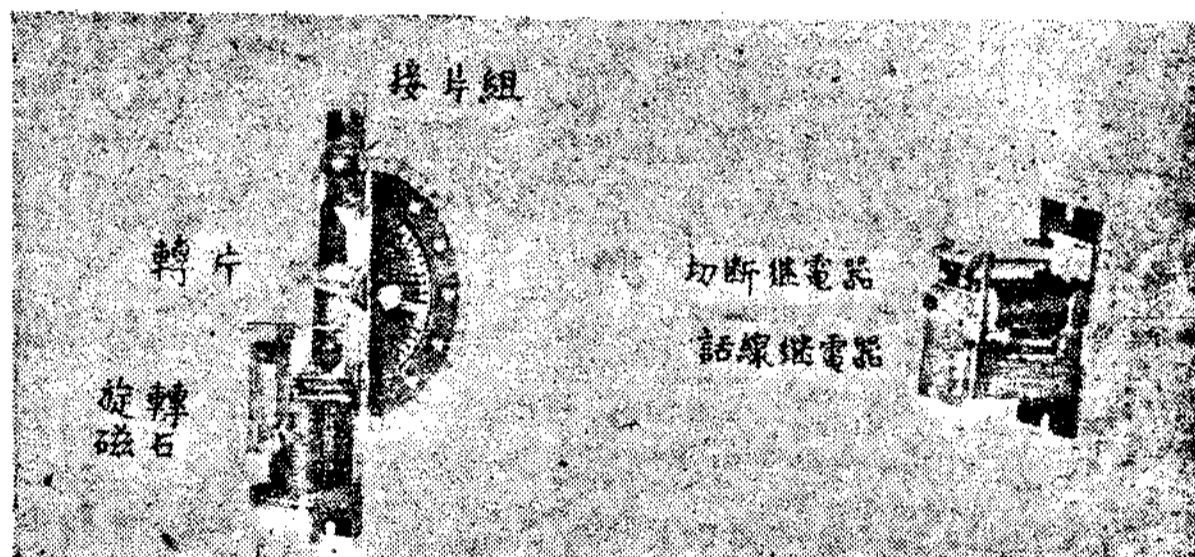 接片組
轉片
旋轉
磁石
切断继電器
話線继電器